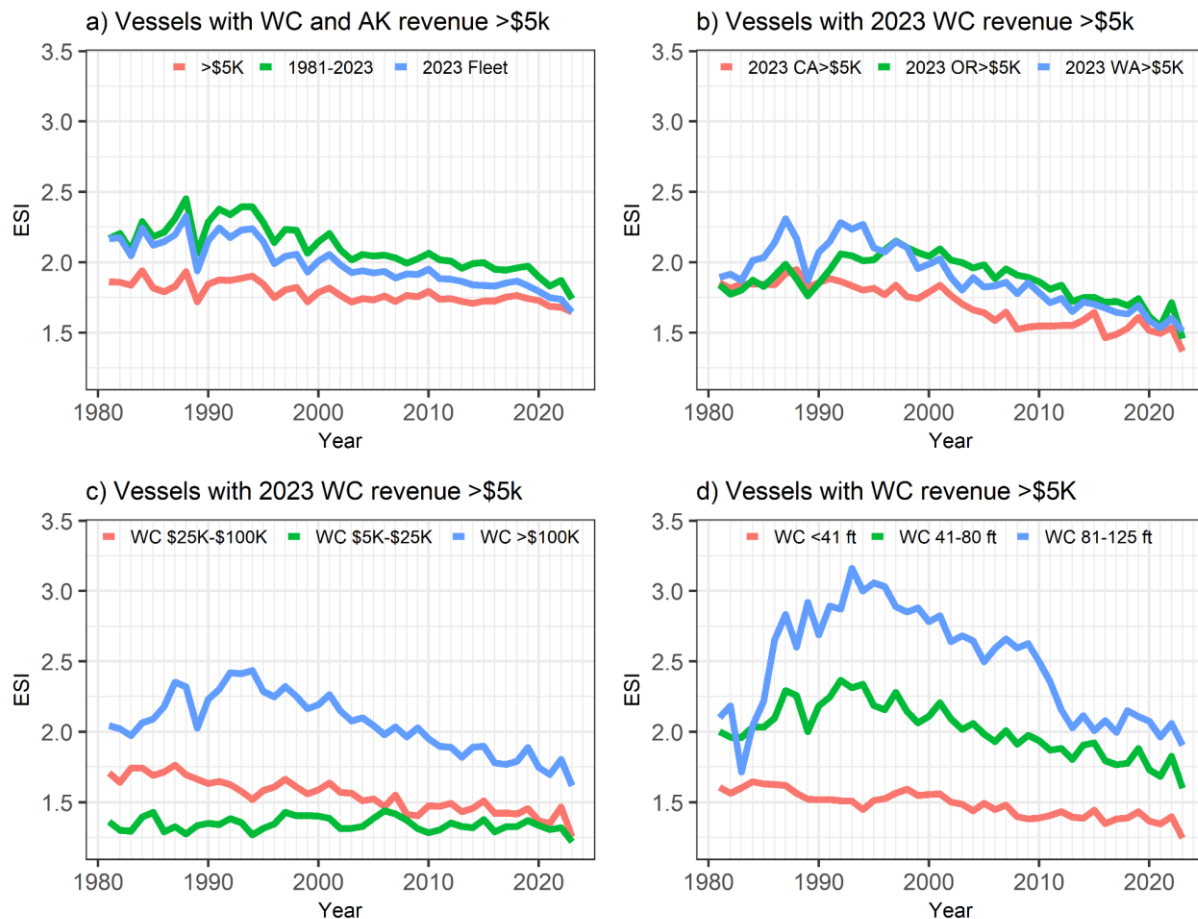 a) Vessels with WC and AK revenue >$5k
3.5
3.0
2.5
2.0
1.5
ESI
>$5K 1981-2023 2023 Fleet
1980 1990 2000 2010 2020
Year
b) Vessels with 2023 WC revenue >$5k
3.5
3.0
2.5
2.0
1.5
ESI
2023 CA>$5K 2023 OR>$5K 2023 WA>$5K
1980 1990 2000 2010 2020
Year
c) Vessels with 2023 WC revenue >$5k
3.5
3.0
2.5
2.0
1.5
ESI
WC $25K-$100K WC $5K-$25K WC >$100K
1980 1990 2000 2010 2020
Year
d) Vessels with WC revenue >$5K
3.5
3.0
2.5
2.0
1.5
ESI
WC <41 ft WC 41-80 ft WC 81-125 ft
1980 1990 2000 2010 2020
Year